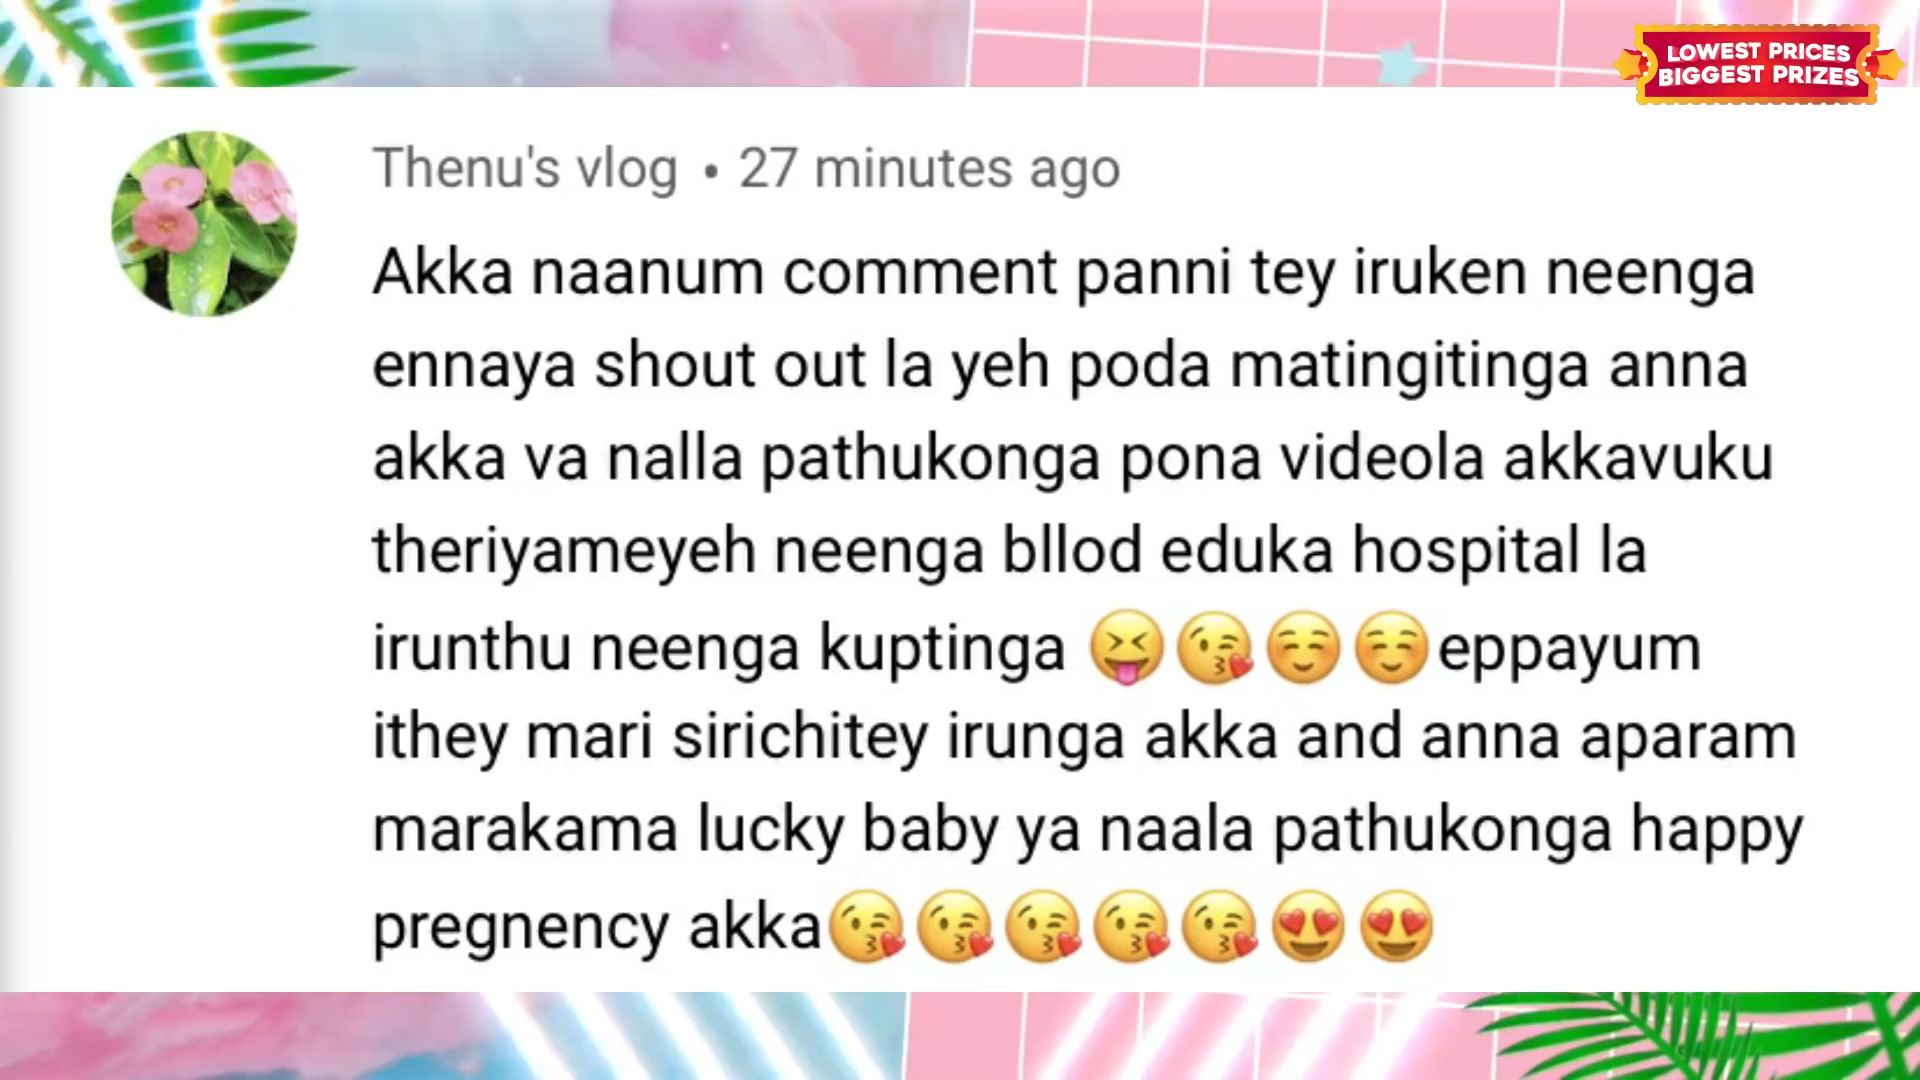 LOWEST PRICES
BIGGEST PRIZES
Thenu's vlog • 27 minutes ago
Akka naanum comment panni tey iruken neenga
ennaya shout out la yeh poda matingitinga anna
akka va nalla pathukonga pona videola akkavuku
theriyameyeh neenga bllod eduka hospital la
irunthu neenga kuptinga 😝😘☺️☺️eppayum
ithey mari sirichitey irunga akka and anna aparam
marakama lucky baby ya naala pathukonga happy
pregnency akka😘😘😘😘😘😍😍